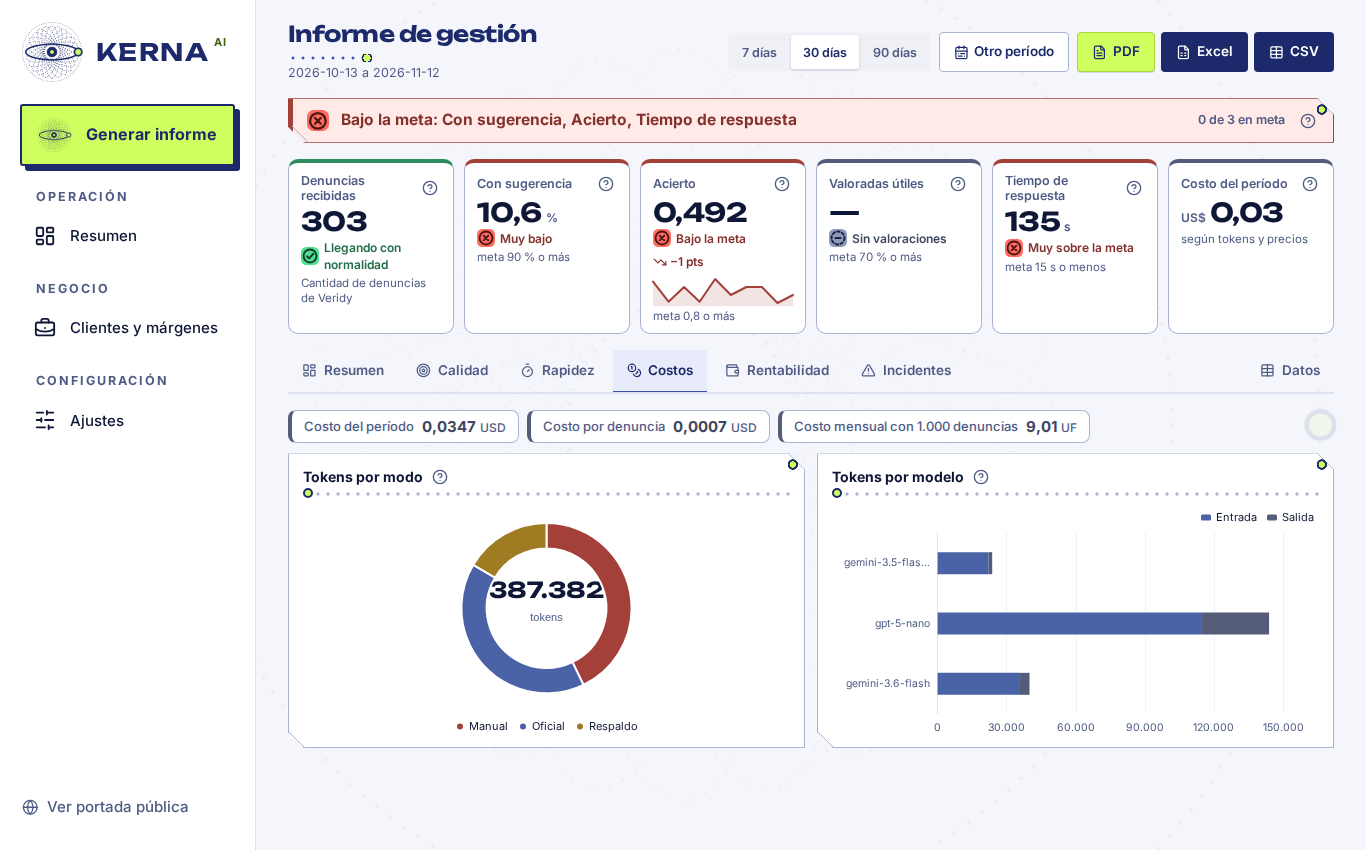 KERNA AI
Generar informe
OPERACIÓN
Resumen
NEGOCIO
Clientes y márgenes
CONFIGURACIÓN
Ajustes
Ver portada pública
Informe de gestión
2026-10-13 a 2026-11-12
7 días
30 días
90 días
Otro período
PDF
Excel
CSV
Bajo la meta: Con sugerencia, Acierto, Tiempo de respuesta
0 de 3 en meta
Denuncias
recibidas
303
Llegando con
normalidad
Cantidad de denuncias
de Veridy
Con sugerencia
10,6 %
Muy bajo
meta 90 % o más
Acierto
0,492
Bajo la meta
−1 pts
meta 0,8 o más
Valoradas útiles
—
Sin valoraciones
meta 70 % o más
Tiempo de
respuesta
135 s
Muy sobre la meta
meta 15 s o menos
Costo del período
US$ 0,03
según tokens y precios
Resumen
Calidad
Rapidez
Costos
Rentabilidad
Incidentes
Datos
Costo del período 0,0347 USD
Costo por denuncia 0,0007 USD
Costo mensual con 1.000 denuncias 9,01 UF
Tokens por modo
387.382
tokens
Manual
Oficial
Respaldo
Tokens por modelo
Entrada
Salida
gemini-3.5-flas...
gpt-5-nano
gemini-3.6-flash
0
30.000
60.000
90.000
120.000
150.000